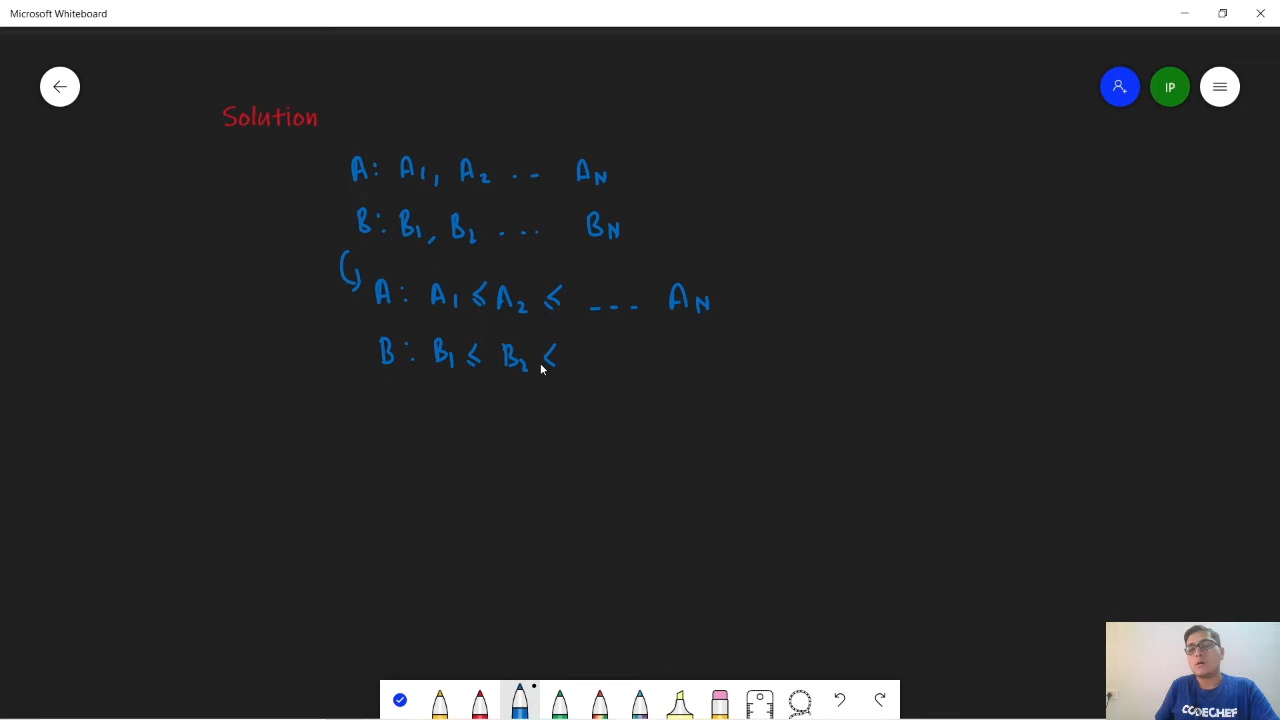 Microsoft Whiteboard
IP
Solution
A: A1, A2 .. _ AN
B: B1, B2 ... BN
A: A1 ≤ A2 ≤ _ _ _ AN
B: B1 ≤ B2 <
CODECHEF